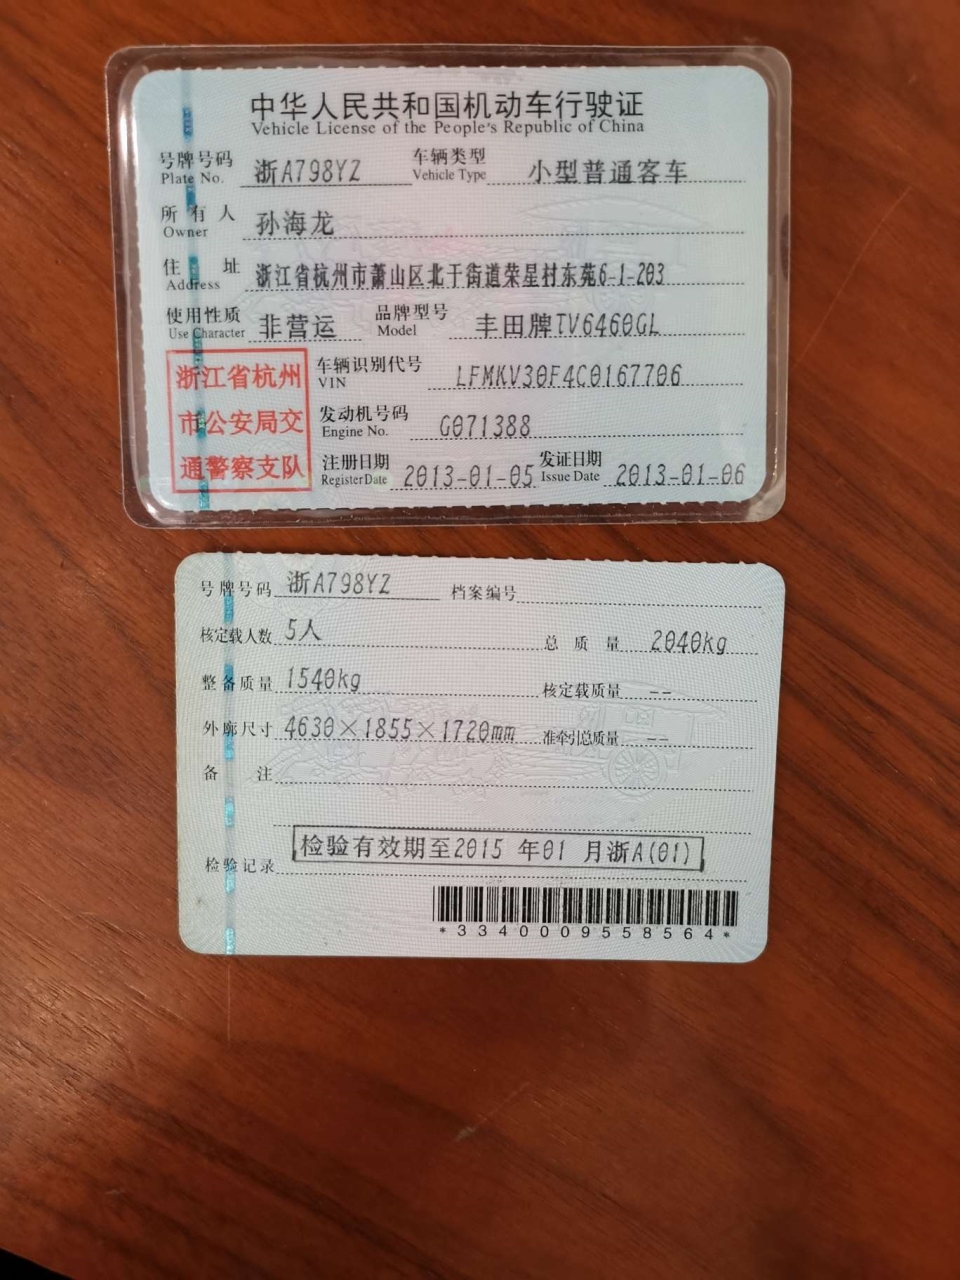 中华人民共和国机动车行驶证
Vehicle License of the People's Republic of China
号牌号码 浙A798YZ 车辆类型 小型普通客车
Plate No. Vehicle Type
所有人 孙海龙
Owner
住址 浙江省杭州市萧山区北干街道荣星村东苑6-1-203
Address
使用性质 非营运 品牌型号 丰田牌TV6460GL
Use Character Model
浙江省杭州
市公安局交
通警察支队
车辆识别代号 LFMKV30F4C0167706
VIN
发动机号码 G071388
Engine No.
注册日期 2013-01-05 发证日期 2013-01-06
Register Date Issue Date
号牌号码 浙A798YZ 档案编号
核定载人数 5人 总质量 2040kg
整备质量 1540kg 核定载质量 --
外廓尺寸 4630×1855×1720mm 准牵引总质量 --
备注
检验记录 检验有效期至2015 年01 月浙A(01)
*3340009558564*